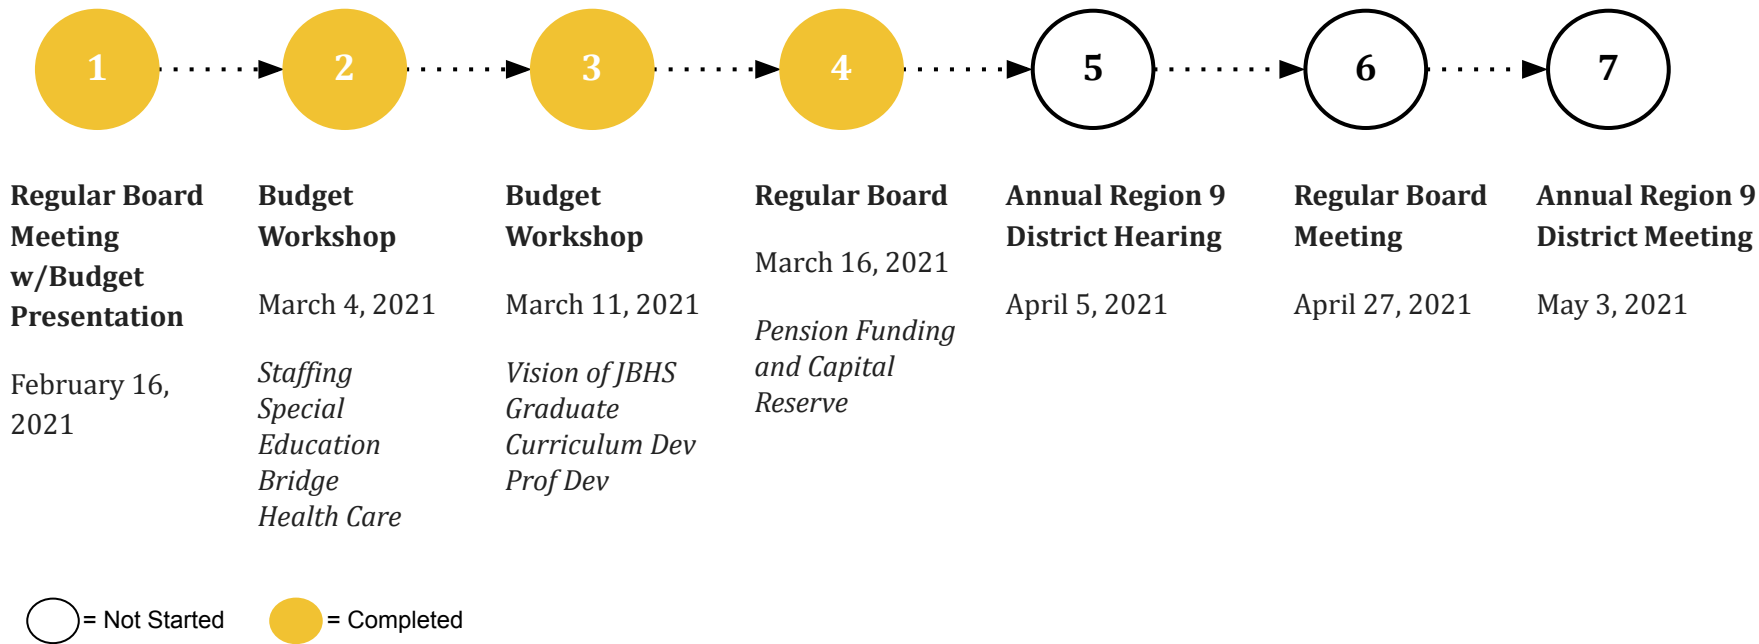 1
2
3
4
5
6
7
Regular Board
Meeting
w/Budget
Presentation
February 16,
2021
Budget
Workshop
March 4, 2021
Staffing
Special
Education
Bridge
Health Care
Budget
Workshop
March 11, 2021
Vision of JBHS
Graduate
Curriculum Dev
Prof Dev
Regular Board
March 16, 2021
Pension Funding
and Capital
Reserve
Annual Region 9
District Hearing
April 5, 2021
Regular Board
Meeting
April 27, 2021
Annual Region 9
District Meeting
May 3, 2021
= Not Started
= Completed